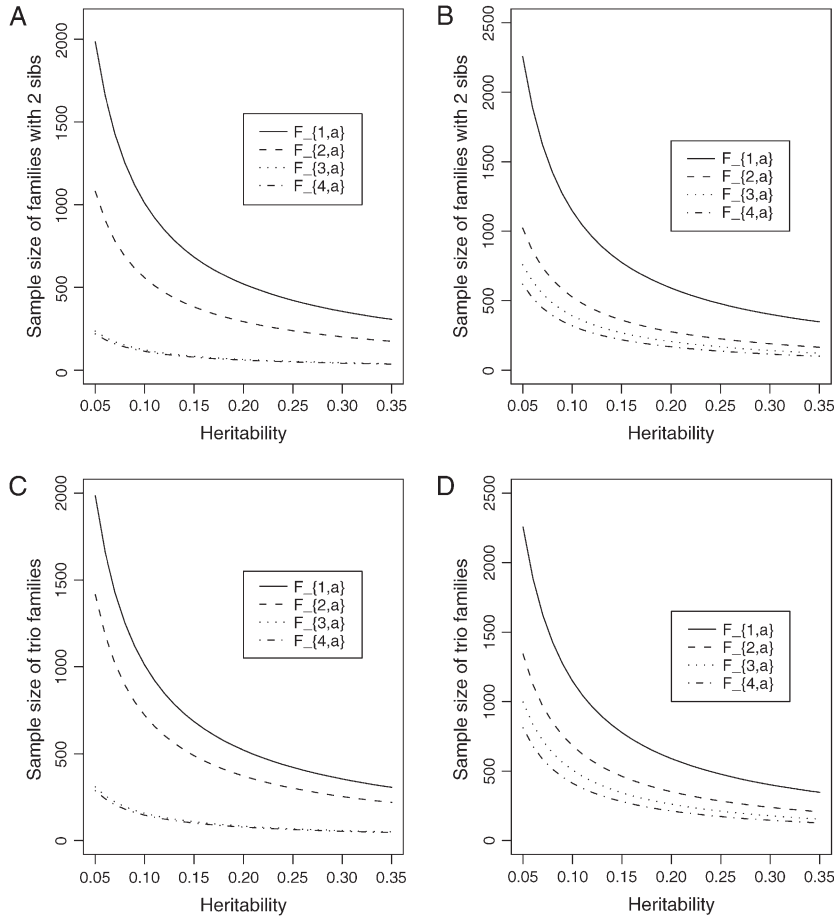 A
Sample size of families with 2 sibs
2000
1500
1000
500
0
F_{1,a}
F_{2,a}
F_{3,a}
F_{4,a}
0.05 0.10 0.15 0.20 0.25 0.30 0.35
Heritability
B
Sample size of families with 2 sibs
2500
2000
1500
1000
500
0
F_{1,a}
F_{2,a}
F_{3,a}
F_{4,a}
0.05 0.10 0.15 0.20 0.25 0.30 0.35
Heritability
C
Sample size of trio families
2000
1500
1000
500
0
F_{1,a}
F_{2,a}
F_{3,a}
F_{4,a}
0.05 0.10 0.15 0.20 0.25 0.30 0.35
Heritability
D
Sample size of trio families
2500
2000
1500
1000
500
0
F_{1,a}
F_{2,a}
F_{3,a}
F_{4,a}
0.05 0.10 0.15 0.20 0.25 0.30 0.35
Heritability